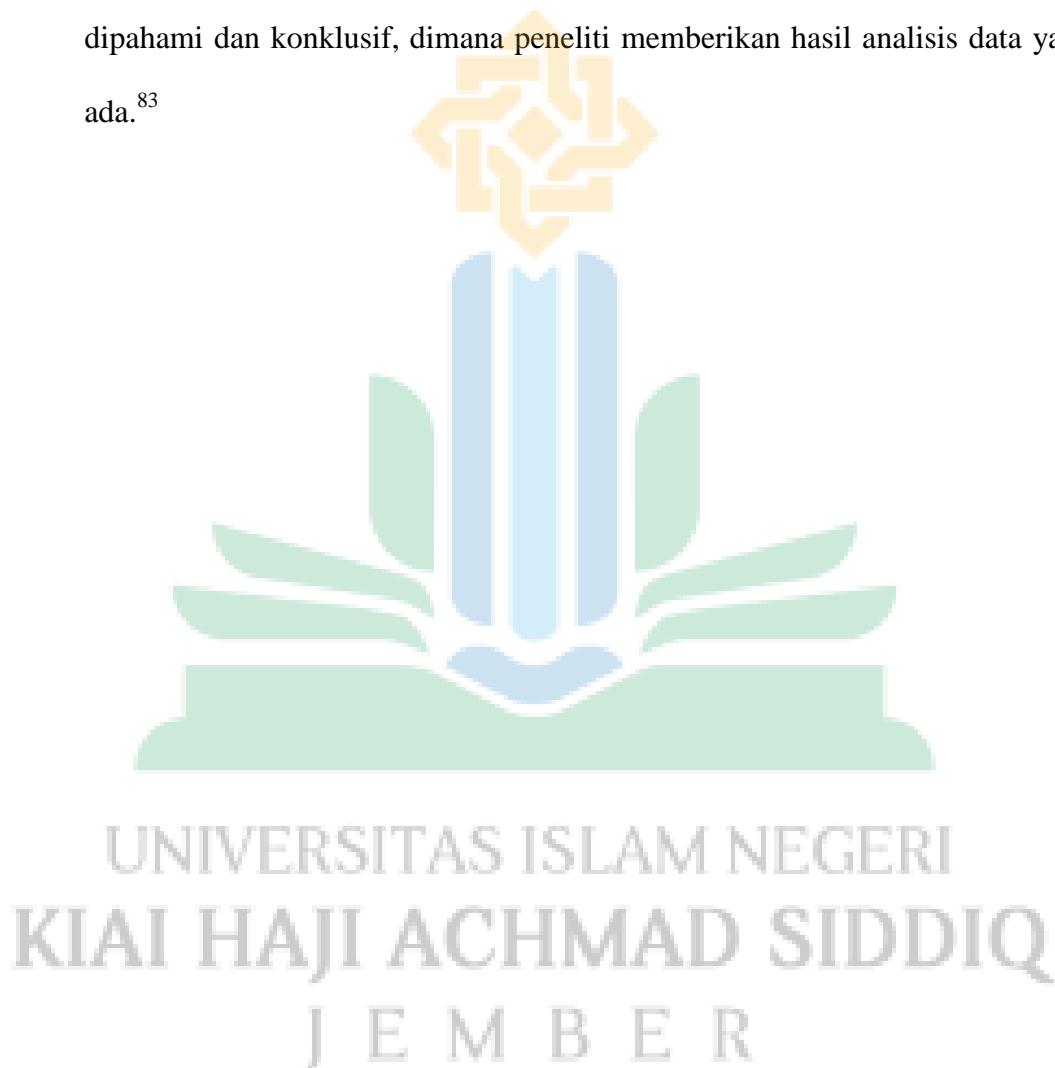 dipahami dan konklusif, dimana peneliti memberikan hasil analisis data ya
ada.83
UNIVERSITAS ISLAM NEGERI
KIAI HAJI ACHMAD SIDDIQ
J E M B E R